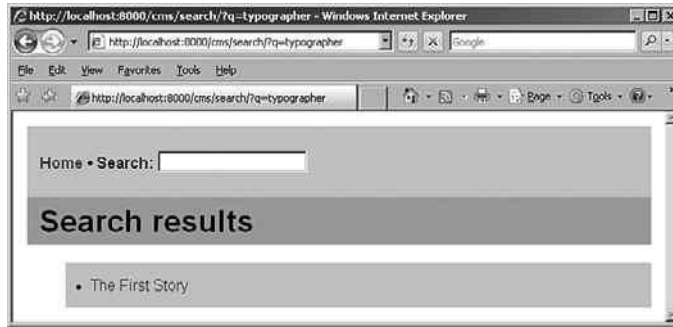 http://localhost:8000/cms/search/?q=typographer - Windows Internet Explorer
http://localhost:8000/cms/search/?q=typographer Google
File Edit View Favorites Tools Help
http://localhost:8000/cms/search/?q=typographer Page Tools
Home • Search:
Search results
• The First Story